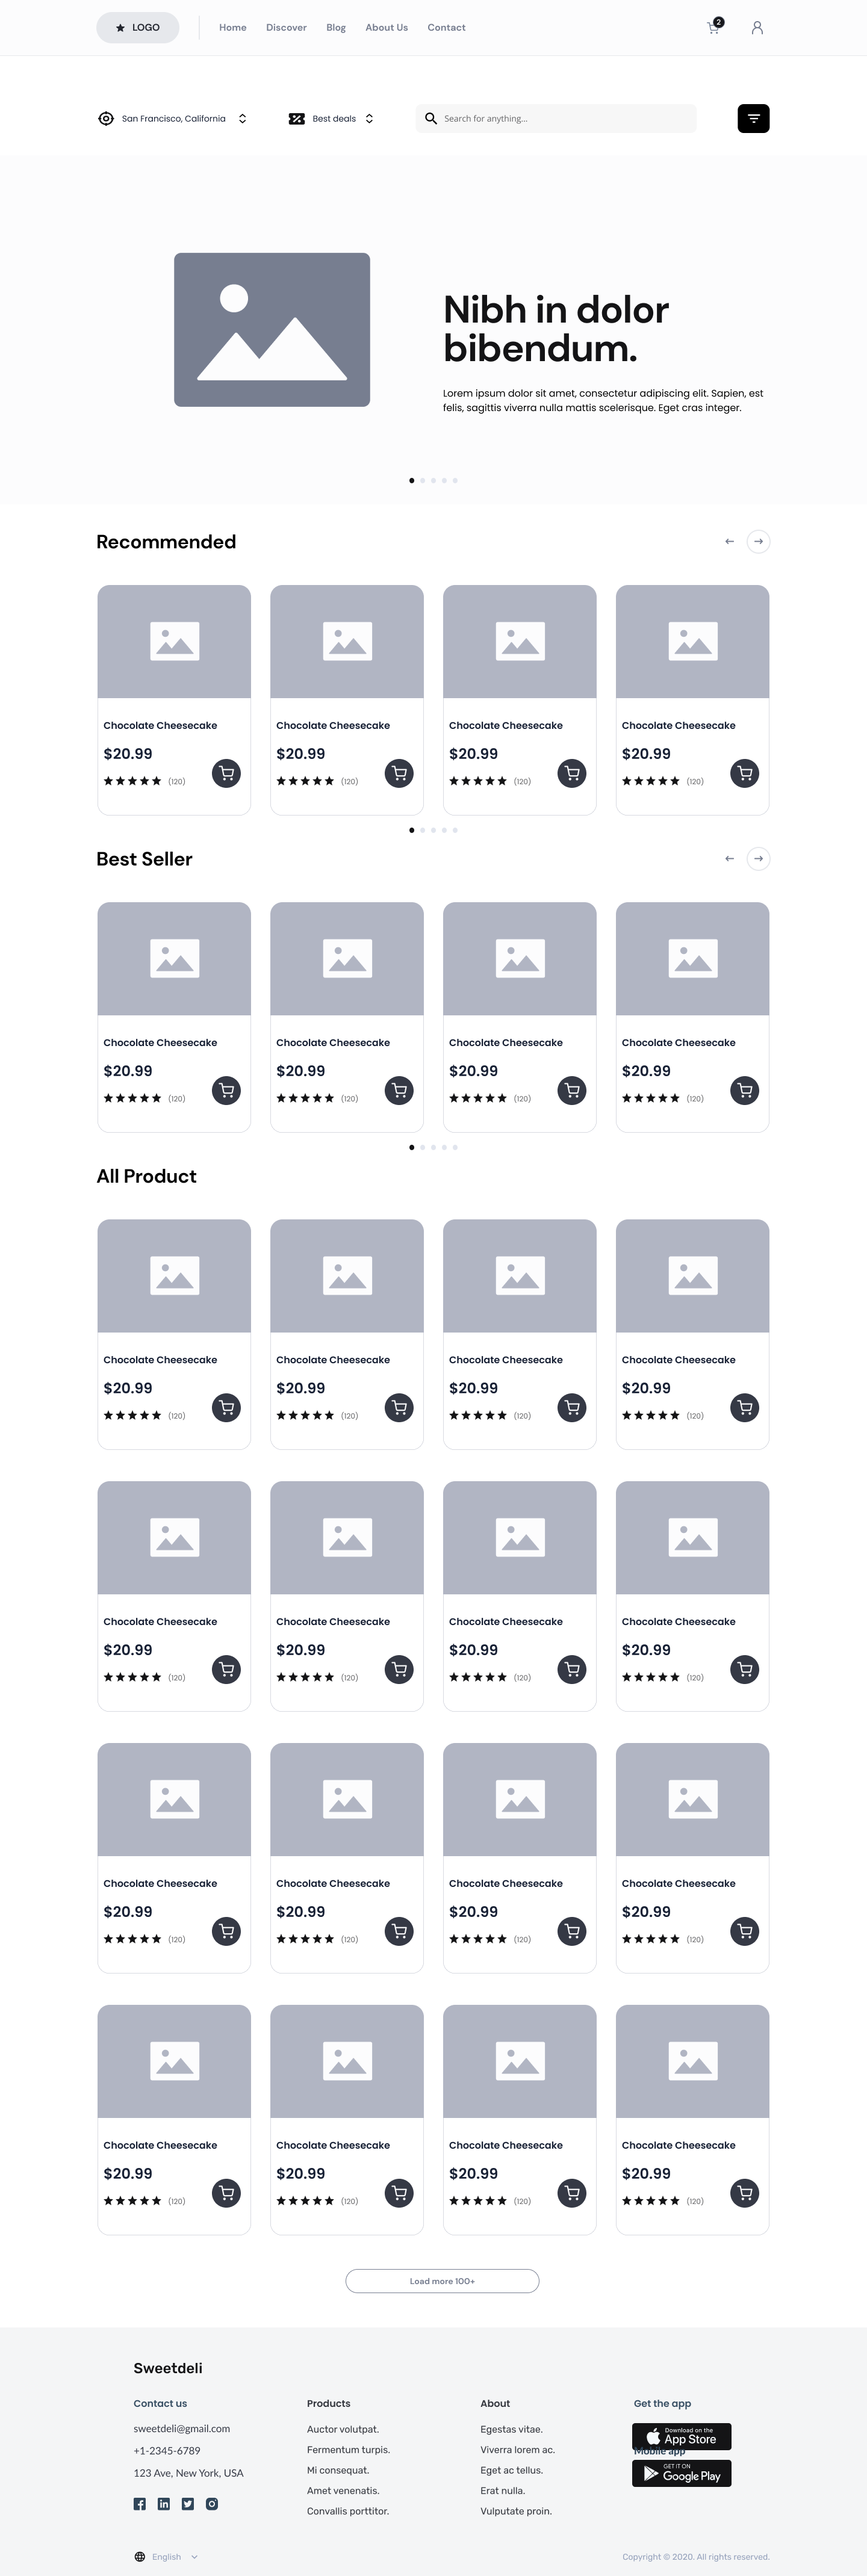 LOGO
Home Discover Blog About Us Contact
2
San Francisco, California
Best deals
Search for anything...
Nibh in dolor
bibendum.
Lorem ipsum dolor sit amet, consectetur adipiscing elit. Sapien, est
felis, sagittis viverra nulla mattis scelerisque. Eget cras integer.
Recommended
Chocolate Cheesecake Chocolate Cheesecake Chocolate Cheesecake Chocolate Cheesecake
$20.99 $20.99 $20.99 $20.99
(120) (120) (120) (120)
Best Seller
Chocolate Cheesecake Chocolate Cheesecake Chocolate Cheesecake Chocolate Cheesecake
$20.99 $20.99 $20.99 $20.99
(120) (120) (120) (120)
All Product
Chocolate Cheesecake Chocolate Cheesecake Chocolate Cheesecake Chocolate Cheesecake
$20.99 $20.99 $20.99 $20.99
(120) (120) (120) (120)
Chocolate Cheesecake Chocolate Cheesecake Chocolate Cheesecake Chocolate Cheesecake
$20.99 $20.99 $20.99 $20.99
(120) (120) (120) (120)
Chocolate Cheesecake Chocolate Cheesecake Chocolate Cheesecake Chocolate Cheesecake
$20.99 $20.99 $20.99 $20.99
(120) (120) (120) (120)
Chocolate Cheesecake Chocolate Cheesecake Chocolate Cheesecake Chocolate Cheesecake
$20.99 $20.99 $20.99 $20.99
(120) (120) (120) (120)
Load more 100+
Sweetdeli
Contact us
sweetdeli@gmail.com
+1-2345-6789
123 Ave, New York, USA
Products
Auctor volutpat.
Fermentum turpis.
Mi consequat.
Amet venenatis.
Convallis porttitor.
About
Egestas vitae.
Viverra lorem ac.
Eget ac tellus.
Erat nulla.
Vulputate proin.
Get the app
Download on the
App Store
Mobile app
GET IT ON
Google Play
English
Copyright © 2020. All rights reserved.